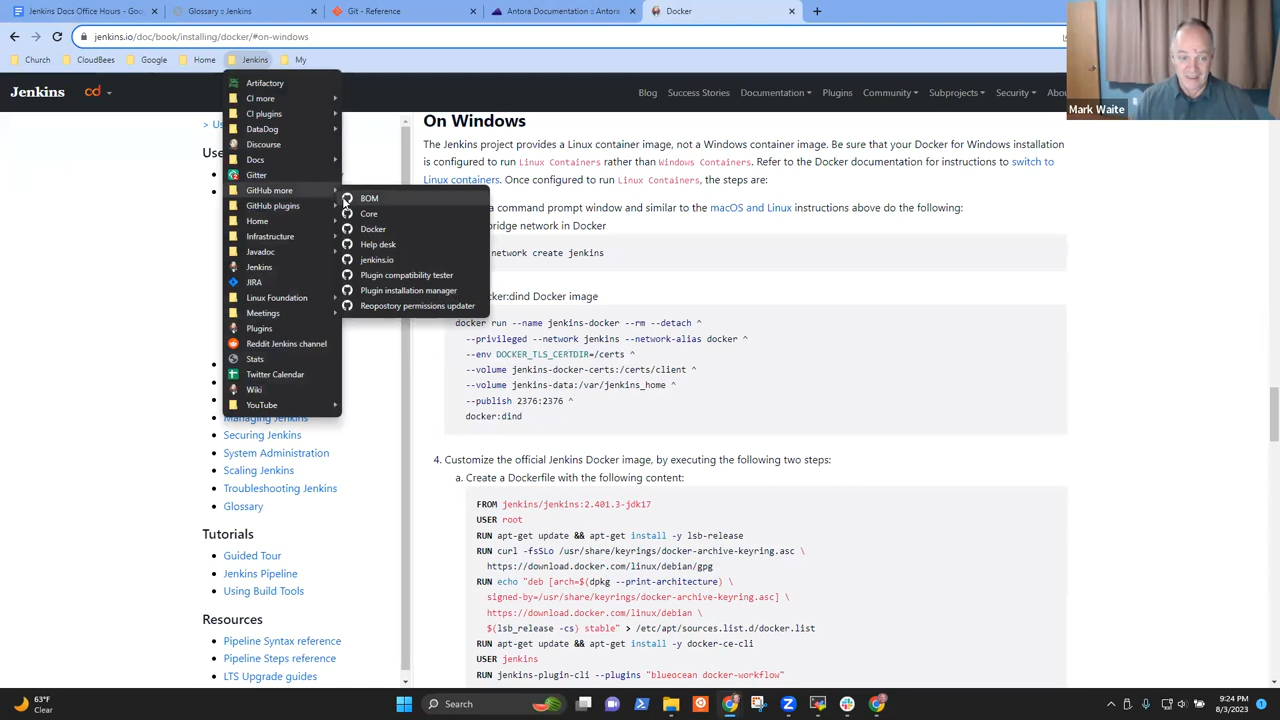 Jenkins Docs - Google Docs
Glossary - Jenkins
Git - Reference
Antora Documentation :: Antora
Docker
jenkins.io/doc/book/installing/docker/#on-windows
Church
CloudBees
Google
Home
Jenkins
My
Mark Waite
Jenkins
cd
Blog
Success Stories
Documentation
Plugins
Community
Subprojects
Security
Artifactory
CI more
CI plugins
DataDog
Discourse
Docs
Gitter
GitHub more
GitHub plugins
Home
Infrastructure
Javadoc
Jenkins
JIRA
Linux Foundation
Meetings
Plugins
Reddit Jenkins channel
Stats
Twitter Calendar
Wiki
YouTube
BOM
Core
Docker
Help desk
jenkins.io
Plugin compatibility tester
Plugin installation manager
Reopostory permissions updater
Managing Jenkins
Securing Jenkins
System Administration
Scaling Jenkins
Troubleshooting Jenkins
Glossary
Tutorials
Guided Tour
Jenkins Pipeline
Using Build Tools
Resources
Pipeline Syntax reference
Pipeline Steps reference
LTS Upgrade guides
On Windows
The Jenkins project provides a Linux container image, not a Windows container image. Be sure that your Docker for Windows installation
is configured to run Linux Containers rather than Windows Containers. Refer to the Docker documentation for instructions to switch to
Linux containers. Once configured to run Linux Containers, the steps are:
a command prompt window and similar to the macOS and Linux instructions above do the following:
bridge network in Docker
network create jenkins
docker:dind Docker image
docker run --name jenkins-docker --rm --detach ^
--privileged --network jenkins --network-alias docker ^
--env DOCKER_TLS_CERTDIR=/certs ^
--volume jenkins-docker-certs:/certs/client ^
--volume jenkins-data:/var/jenkins_home ^
--publish 2376:2376 ^
docker:dind
4. Customize the official Jenkins Docker image, by executing the following two steps:
a. Create a Dockerfile with the following content:
FROM jenkins/jenkins:2.401.3-jdk17
USER root
RUN apt-get update && apt-get install -y lsb-release
RUN curl -fsSLo /usr/share/keyrings/docker-archive-keyring.asc \
https://download.docker.com/linux/debian/gpg
RUN echo "deb [arch=$(dpkg --print-architecture) \
signed-by=/usr/share/keyrings/docker-archive-keyring.asc] \
https://download.docker.com/linux/debian \
$(lsb_release -cs) stable" > /etc/apt/sources.list.d/docker.list
RUN apt-get update && apt-get install -y docker-ce-cli
USER jenkins
RUN jenkins-plugin-cli --plugins "blueocean docker-workflow"
63°F
Clear
Search
9:24 PM
8/3/2023